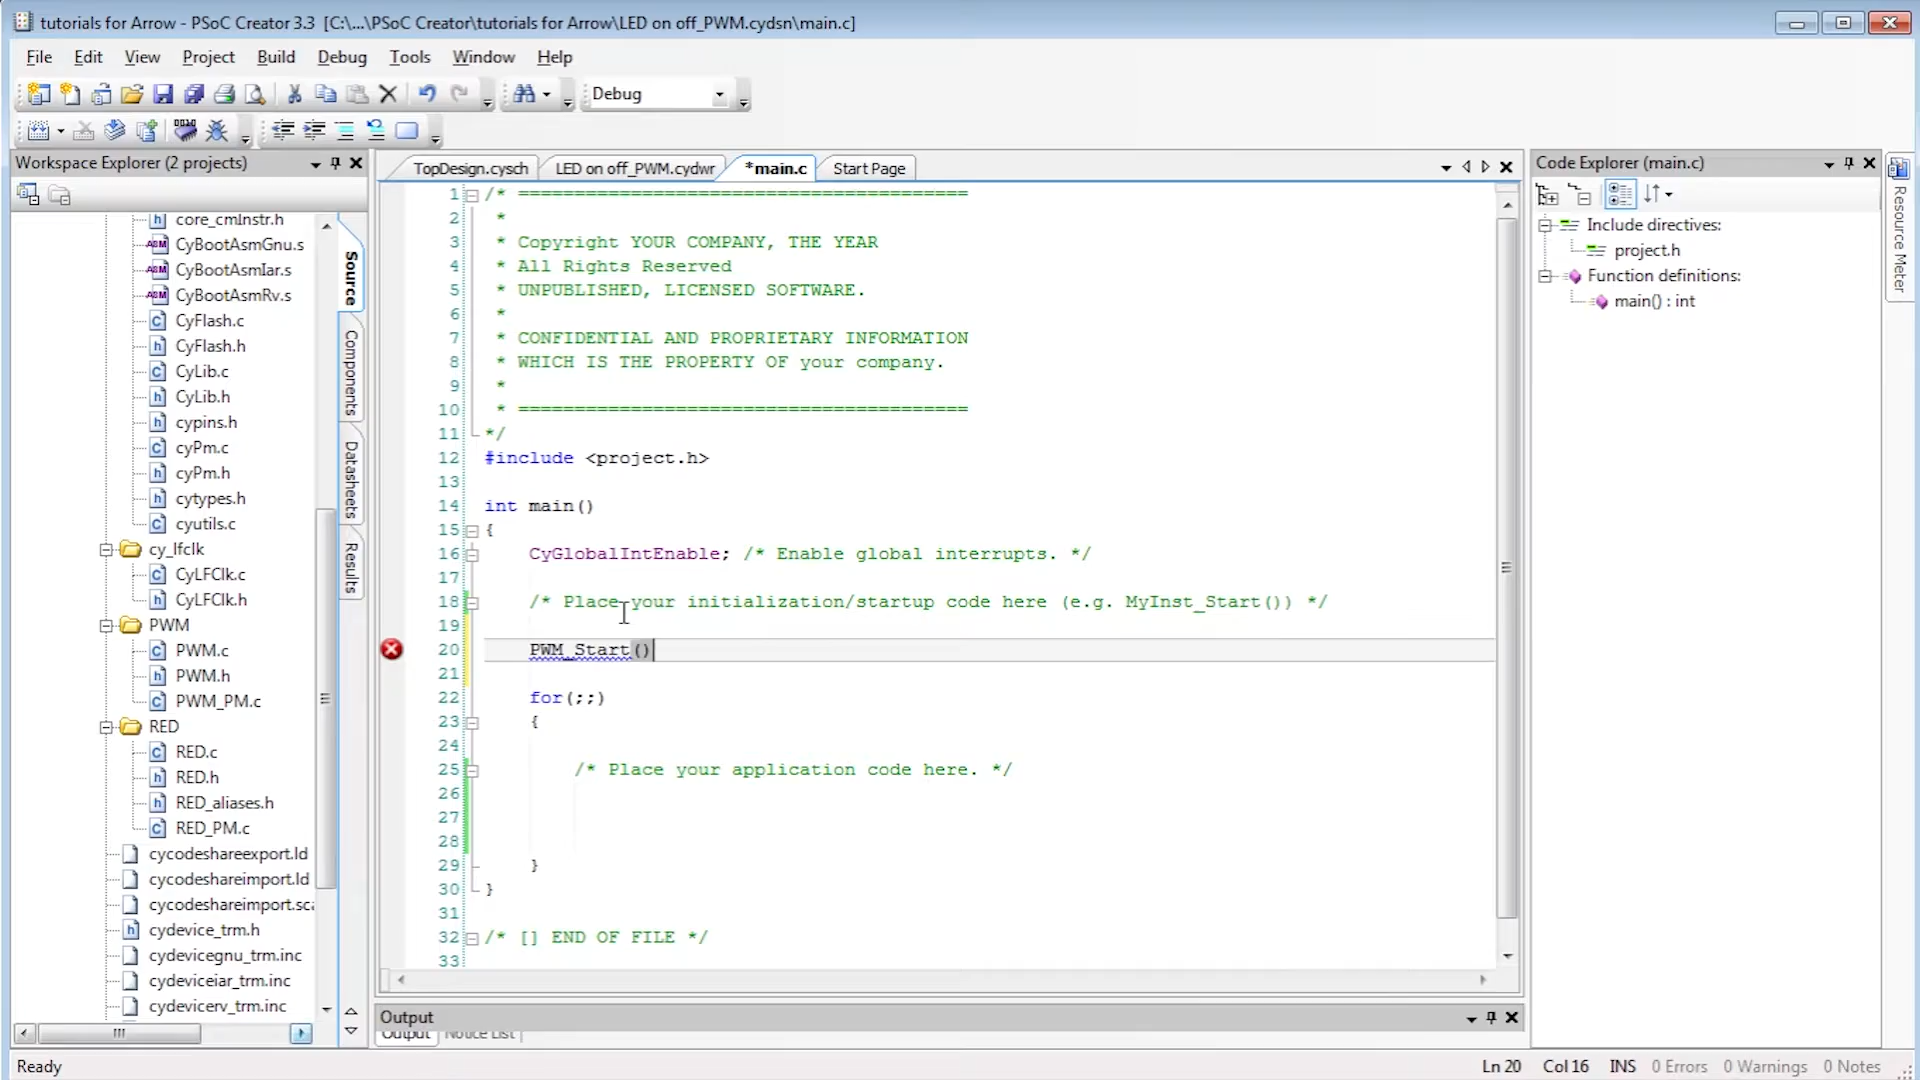 tutorials for Arrow - PSoC Creator 3.3 [C:\...\PSoC Creator\tutorials for Arrow\LED on off_PWM.cydsn\main.c]
File Edit View Project Build Debug Tools Window Help
Debug
Workspace Explorer (2 projects)
core_cmInstr.h
CyBootAsmGnu.s
CyBootAsmIar.s
CyBootAsmRv.s
CyFlash.c
CyFlash.h
CyLib.c
CyLib.h
cypins.h
cyPm.c
cyPm.h
cytypes.h
cyutils.c
cy_lfclk
CyLFClk.c
CyLFClk.h
PWM
PWM.c
PWM.h
PWM_PM.c
RED
RED.c
RED.h
RED_aliases.h
RED_PM.c
cycodeshareexport.ld
cycodeshareimport.ld
cycodeshareimport.sc
cydevice_trm.h
cydevicegnu_trm.inc
cydeviceiar_trm.inc
cydevicerv_trm.inc
Source
Components
Datasheets
Results
TopDesign.cysch LED on off_PWM.cydwr *main.c Start Page
1 /* ========================================
2 *
3 * Copyright YOUR COMPANY, THE YEAR
4 * All Rights Reserved
5 * UNPUBLISHED, LICENSED SOFTWARE.
6 *
7 * CONFIDENTIAL AND PROPRIETARY INFORMATION
8 * WHICH IS THE PROPERTY OF your company.
9 *
10 * ========================================
11 */
12 #include <project.h>
13
14 int main()
15 {
16 CyGlobalIntEnable; /* Enable global interrupts. */
17
18 /* Place your initialization/startup code here (e.g. MyInst_Start()) */
19
20 PWM_Start()
21
22 for(;;)
23 {
24
25 /* Place your application code here. */
26
27
28
29 }
30 }
31
32 /* [] END OF FILE */
33
Output
Output Notice List
Code Explorer (main.c)
Include directives:
project.h
Function definitions:
main() : int
Resource Meter
Ready
Ln 20 Col 16 INS 0 Errors 0 Warnings 0 Notes